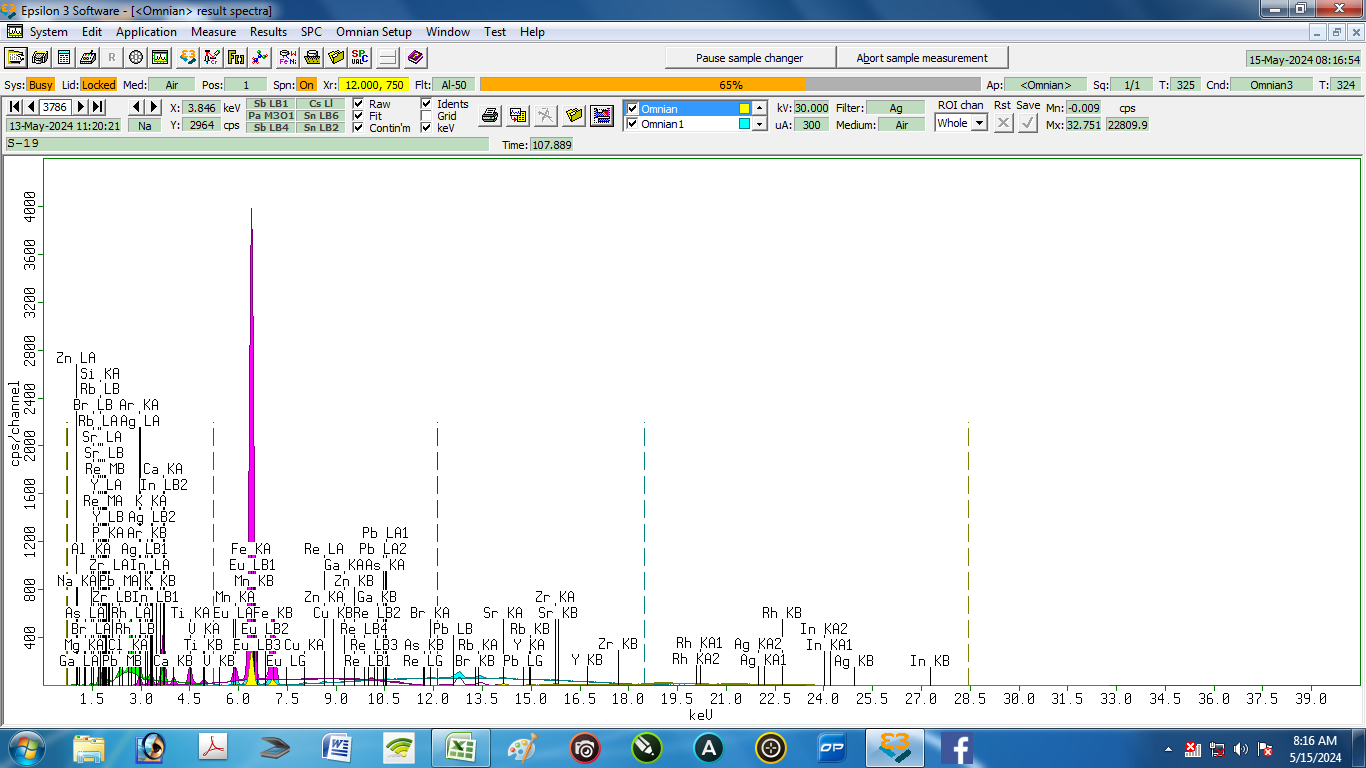 Epsilon 3 Software - [<Omnian> result spectra]
System Edit Application Measure Results SPC Omnian Setup Window Test Help
Pause sample changer Abort sample measurement 15-May-2024 08:16:54
Sys: Busy Lid: Locked Med: Air Pos: 1 Spn: On Xr: 12.000, 750 Flt: Al-50 65% Ap: <Omnian> Sq: 1/1 T: 325 Cnd: Omnian3 T: 324
3786 X: 3.846 keV Sb LB1 Cs Ll Raw Idents Omnian kV: 30.000 Filter: Ag ROI chan Rst Save Mn: -0.009 cps
13-May-2024 11:20:21 Na Y: 2964 cps Pa M3O1 Sn LB6 Fit Grid Omnian1 uA: 300 Medium: Air Whole Mx: 32.751 22809.9
Sb LB4 Sn LB2 Contin'm keV
S-19 Time: 107.889
cps/channel
4000
3600
3200
2800
2400
2000
1600
1200
800
400
Zn LA
Si KA
Rb LB
Br LB Ar KA
Rb LA Ag LA
Sr LA
Sr LB
Re MB Ca KA
Y LA In LB2
Re MA K KA
Y LB Ag LB2
P KA Ar KB Pb LA1
Al KA Ag LB1 Fe KA Re LA Pb LA2
Zr LA In LA Eu LB1 Ga KA As KA
Na KA Pb MA K KB Mn KB Zn KB
Zr LB In LB1 Mn KA Zn KA Ga KB Zr KA
As LA Rh LA Ti KA Eu LA Fe KB Cu KB Re LB2 Br KA Sr KA Sr KB Rh KB
Br LA Rh LB V KA Eu LB2 Re LB4 Pb LB Rb KB In KA2
Mg KA Cl KA Ti KB Eu LB3 Cu KA Re LB3 As KB Rb KA Y KA Zr KB Rh KA1 Ag KA2 In KA1
Ga LA Pb MB Ca KB V KB Eu LG Re LB1 Re LG Br KB Pb LG Y KB Rh KA2 Ag KA1 Ag KB In KB
1.5 3.0 4.5 6.0 7.5 9.0 10.5 12.0 13.5 15.0 16.5 18.0 19.5 21.0 22.5 24.0 25.5 27.0 28.5 30.0 31.5 33.0 34.5 36.0 37.5 39.0
keV
8:16 AM
5/15/2024